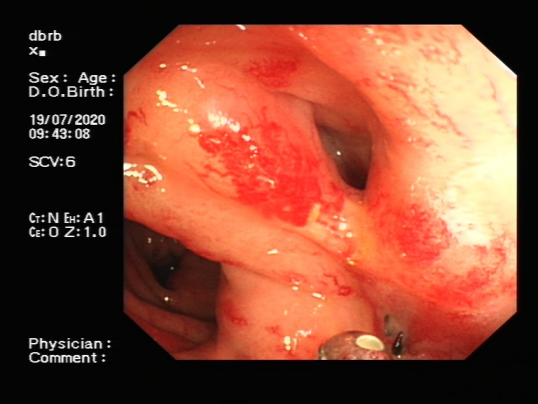 dbrb
x
Sex: Age:
D.O.Birth:
19/07/2020
09:43:08
SCV:6
Ct:N Eh:A1
Ce:0 Z:1.0
Physician:
Comment: